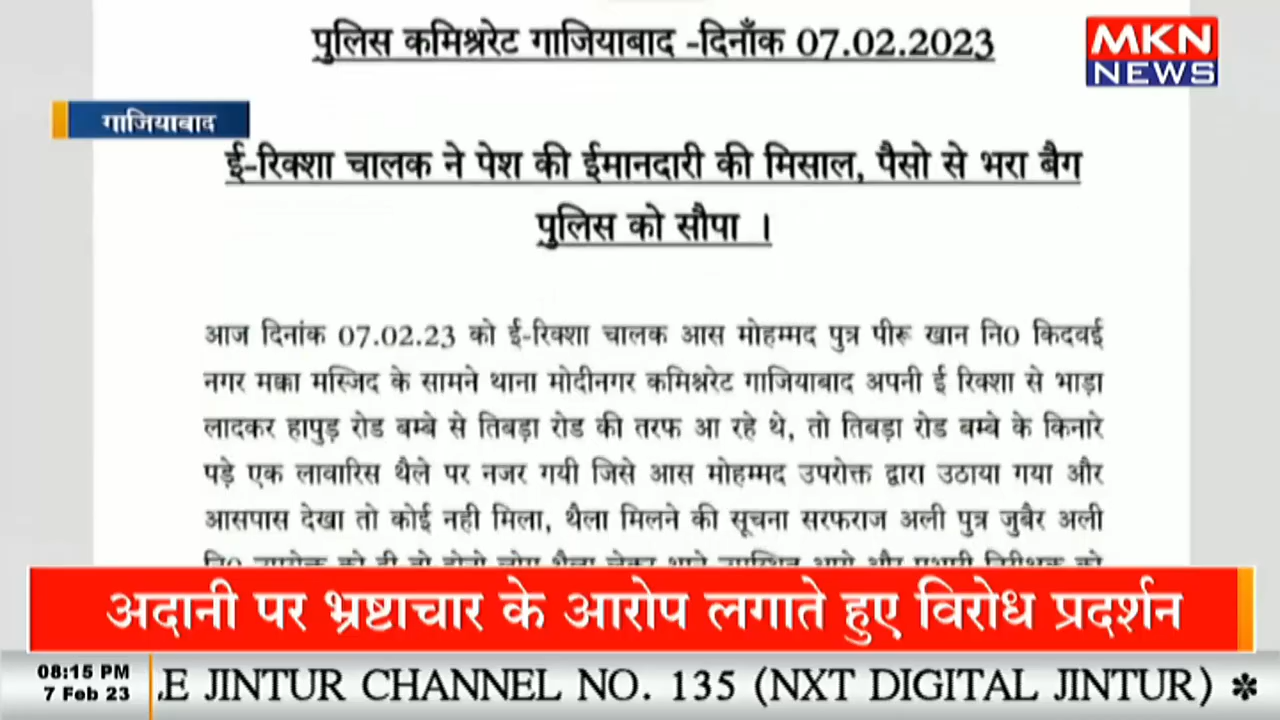 पुलिस कमिश्नरेट गाजियाबाद -दिनाँक 07.02.2023
MKN
NEWS
गाजियाबाद
ई-रिक्शा चालक ने पेश की ईमानदारी की मिसाल, पैसो से भरा बैग
पुलिस को सौपा ।
आज दिनांक 07.02.23 को ई-रिक्शा चालक आस मोहम्मद पुत्र पीरू खान नि0 किदवई
नगर मक्का मस्जिद के सामने थाना मोदीनगर कमिश्नरेट गाजियाबाद अपनी ई रिक्शा से भाड़ा
लादकर हापुड़ रोड बम्बे से तिबड़ा रोड की तरफ आ रहे थे, तो तिबड़ा रोड बम्बे के किनारे
पड़े एक लावारिस थैले पर नजर गयी जिसे आस मोहम्मद उपरोक्त द्वारा उठाया गया और
आसपास देखा तो कोई नही मिला, थैला मिलने की सूचना सरफराज अली पुत्र जुबैर अली
अदानी पर भ्रष्टाचार के आरोप लगाते हुए विरोध प्रदर्शन
08:15 PM
7 Feb 23
E JINTUR CHANNEL NO. 135 (NXT DIGITAL JINTUR) *